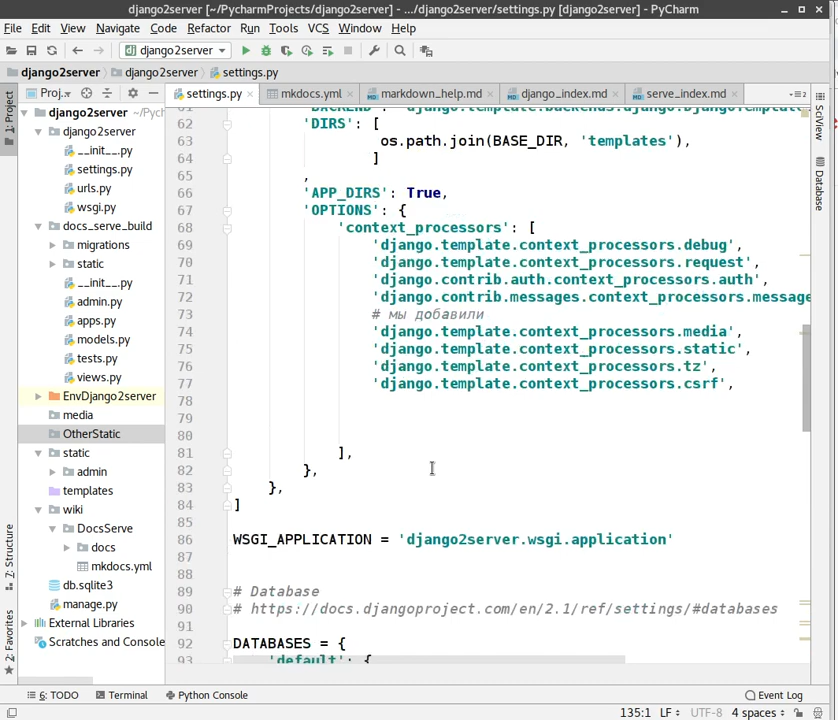 django2server [~/PycharmProjects/django2server] - .../django2server/settings.py [django2server] - PyCharm
File Edit View Navigate Code Refactor Run Tools VCS Window Help
django2server
django2server django2server settings.py
Proj.. settings.py mkdocs.yml markdown_help.md django_index.md serve_index.md
1: Project
7: Structure
2: Favorites
SciView
Database
django2server ~/Pych
django2server
__init__.py
settings.py
urls.py
wsgi.py
docs_serve_build
migrations
static
__init__.py
admin.py
apps.py
models.py
tests.py
views.py
EnvDjango2server
media
OtherStatic
static
admin
templates
wiki
DocsServe
docs
mkdocs.yml
db.sqlite3
manage.py
External Libraries
Scratches and Console
61 'BACKEND': 'django.template.backends.django.DjangoTemplat
62 'DIRS': [
63 os.path.join(BASE_DIR, 'templates'),
64 ]
65 ,
66 'APP_DIRS': True,
67 'OPTIONS': {
68 'context_processors': [
69 'django.template.context_processors.debug',
70 'django.template.context_processors.request',
71 'django.contrib.auth.context_processors.auth',
72 'django.contrib.messages.context_processors.message
73 # мы добавили
74 'django.template.context_processors.media',
75 'django.template.context_processors.static',
76 'django.template.context_processors.tz',
77 'django.template.context_processors.csrf',
78
79
80
81 ],
82 },
83 },
84 ]
85
86 WSGI_APPLICATION = 'django2server.wsgi.application'
87
88
89 # Database
90 # https://docs.djangoproject.com/en/2.1/ref/settings/#databases
91
92 DATABASES = {
93 'default': {
6: TODO Terminal Python Console Event Log
135:1 LF UTF-8 4 spaces